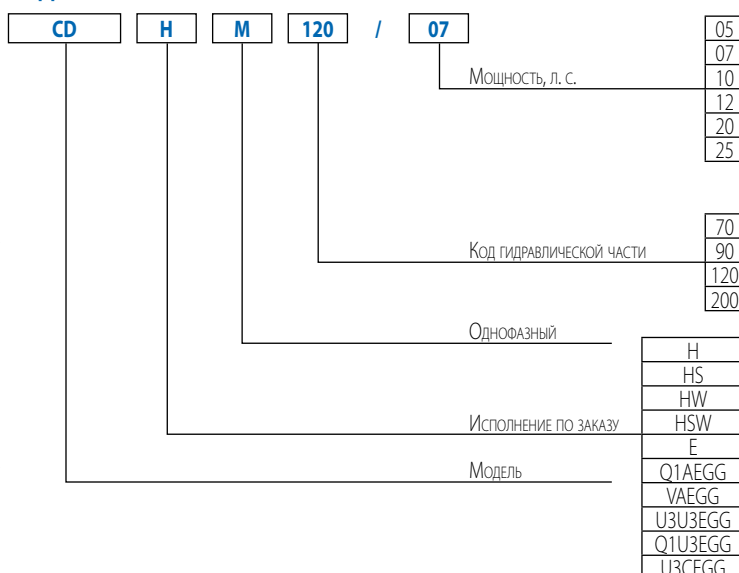 CD H M 120 / 07
05
07
Мощность, л. с. 10
12
20
25
70
Код гидравлической части 90
120
200
Однофазный
H
HS
HW
Исполнение по заказу HSW
E
Модель Q1AEGG
VAEGG
U3U3EGG
Q1U3EGG
U3CEGG